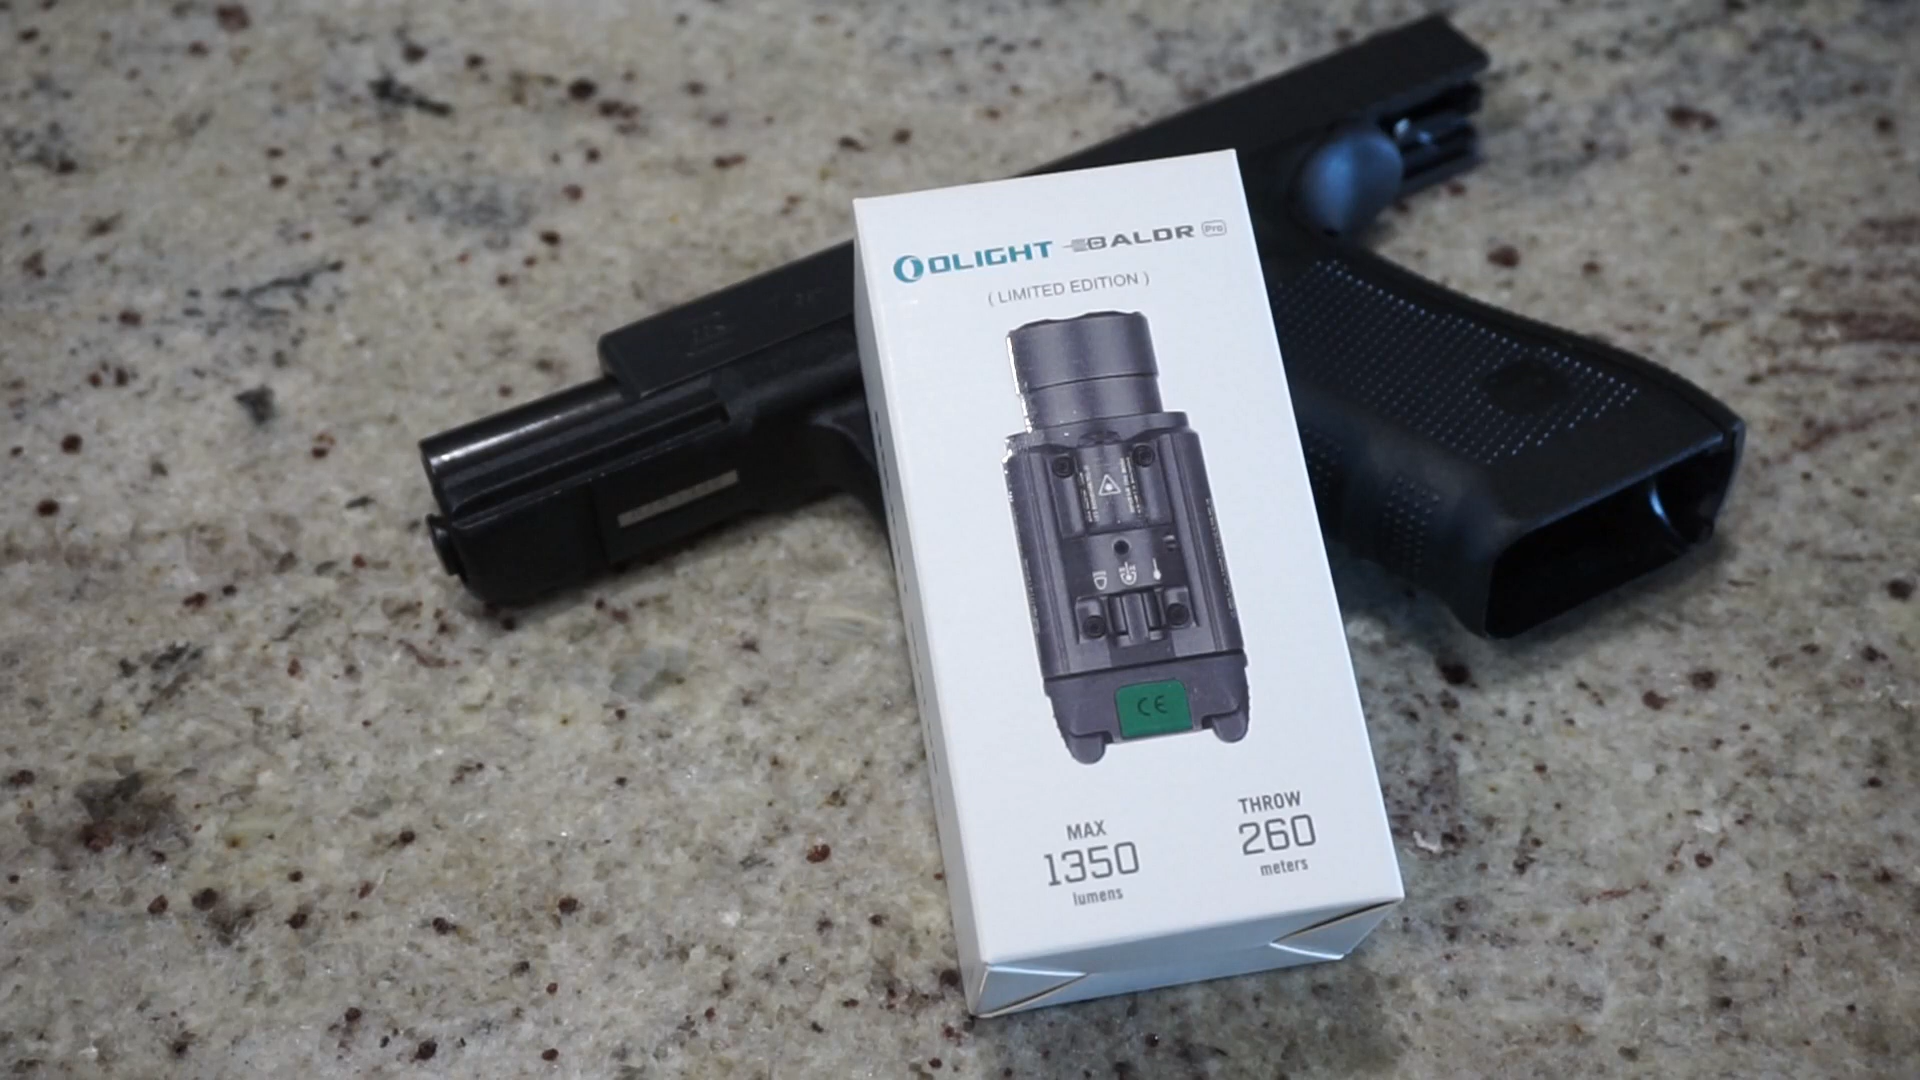 OLIGHT BALDR Pro
( LIMITED EDITION )
CE
MAX
1350
lumens
THROW
260
meters